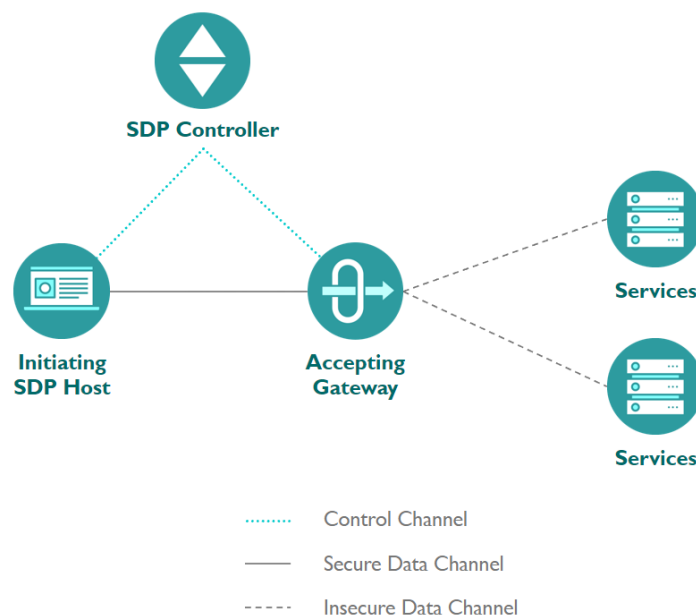 SDP Controller
Services
Initiating
SDP Host
Accepting
Gateway
Services
Control Channel
Secure Data Channel
Insecure Data Channel